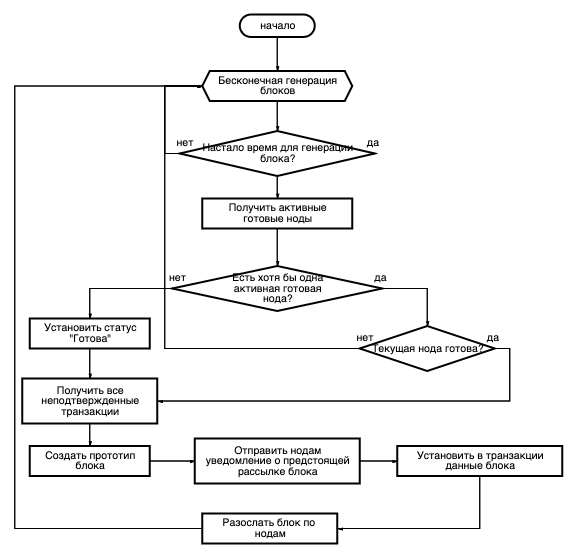 начало
Бесконечная генерация
блоков
нет
да
Настало время для генерации
блока?
Получить активные
готовые ноды
нет
да
Есть хотя бы одна
активная готовая
нода?
Установить статус
"Готова"
нет
да
Текущая нода готова?
Получить все
неподтвержденные
транзакции
Создать прототип
блока
Отправить нодам
уведомление о предстоящей
рассылке блока
Установить в транзакции
данные блока
Разослать блок по
нодам